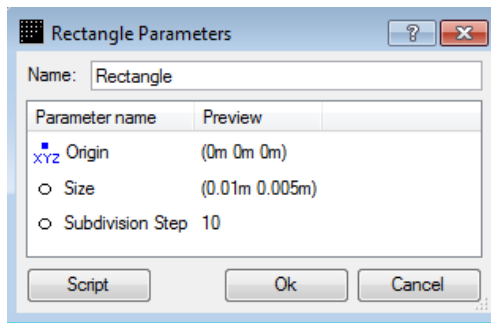 Rectangle Parameters
Name: Rectangle
Parameter name Preview
XYZ Origin (0m 0m 0m)
Size (0.01m 0.005m)
Subdivision Step 10
Script Ok Cancel